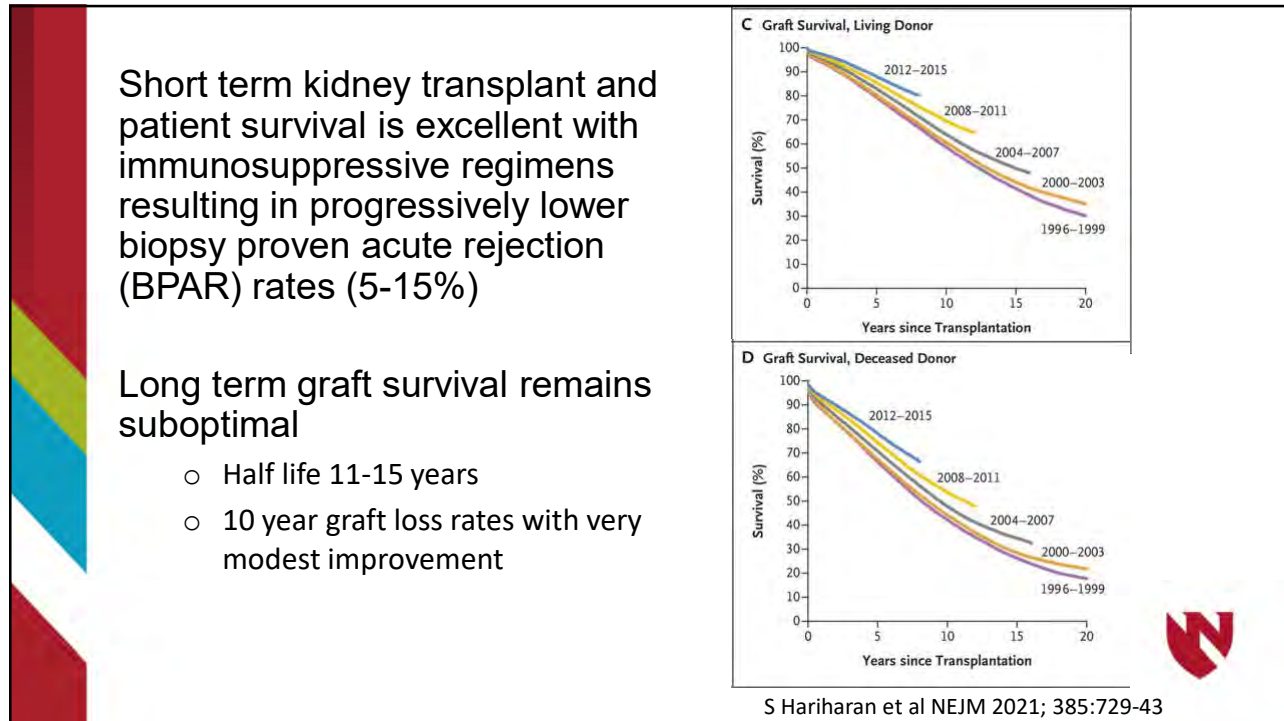 Short term kidney transplant and
patient survival is excellent with
immunosuppressive regimens
resulting in progressively lower
biopsy proven acute rejection
(BPAR) rates (5-15%)
Long term graft survival remains
suboptimal
○ Half life 11-15 years
○ 10 year graft loss rates with very
modest improvement
C Graft Survival, Living Donor
Survival (%)
100
90
80
70
60
50
40
30
20
10
0
2012–2015
2008–2011
2004–2007
2000–2003
1996–1999
0 5 10 15 20
Years since Transplantation
D Graft Survival, Deceased Donor
Survival (%)
100
90
80
70
60
50
40
30
20
10
0
2012–2015
2008–2011
2004–2007
2000–2003
1996–1999
0 5 10 15 20
Years since Transplantation
N
S Hariharan et al NEJM 2021; 385:729-43